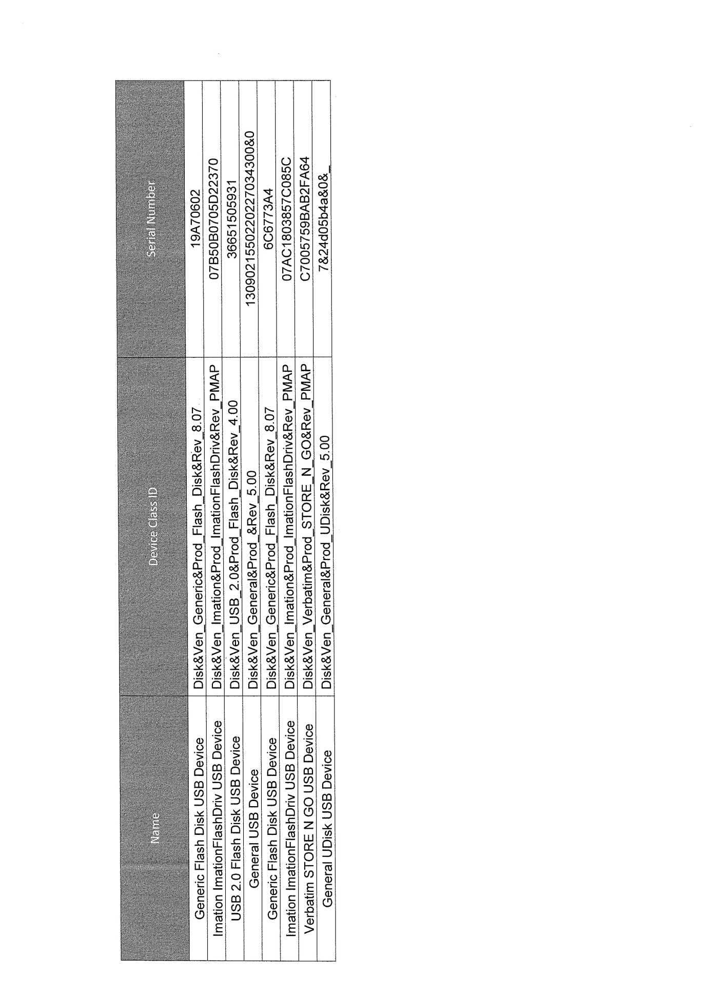 Name Device Class ID Serial Number
Generic Flash Disk USB Device Disk&Ven_Generic&Prod_Flash_Disk&Rev_8.07 19A70602
Imation ImationFlashDriv USB Device Disk&Ven_Imation&Prod_ImationFlashDriv&Rev_PMAP 07B50B0705D22370
USB 2.0 Flash Disk USB Device Disk&Ven_USB_2.0&Prod_Flash_Disk&Rev_4.00 36651505931
General USB Device Disk&Ven_General&Prod_&Rev_5.00 1309021550220227034300&0
Generic Flash Disk USB Device Disk&Ven_Generic&Prod_Flash_Disk&Rev_8.07 6C6773A4
Imation ImationFlashDriv USB Device Disk&Ven_Imation&Prod_ImationFlashDriv&Rev_PMAP 07AC1803857C085C
Verbatim STORE N GO USB Device Disk&Ven_Verbatim&Prod_STORE_N_GO&Rev_PMAP C7005759BAB2FA64
General UDisk USB Device Disk&Ven_General&Prod_UDisk&Rev_5.00 7&24d05b4a&0&_